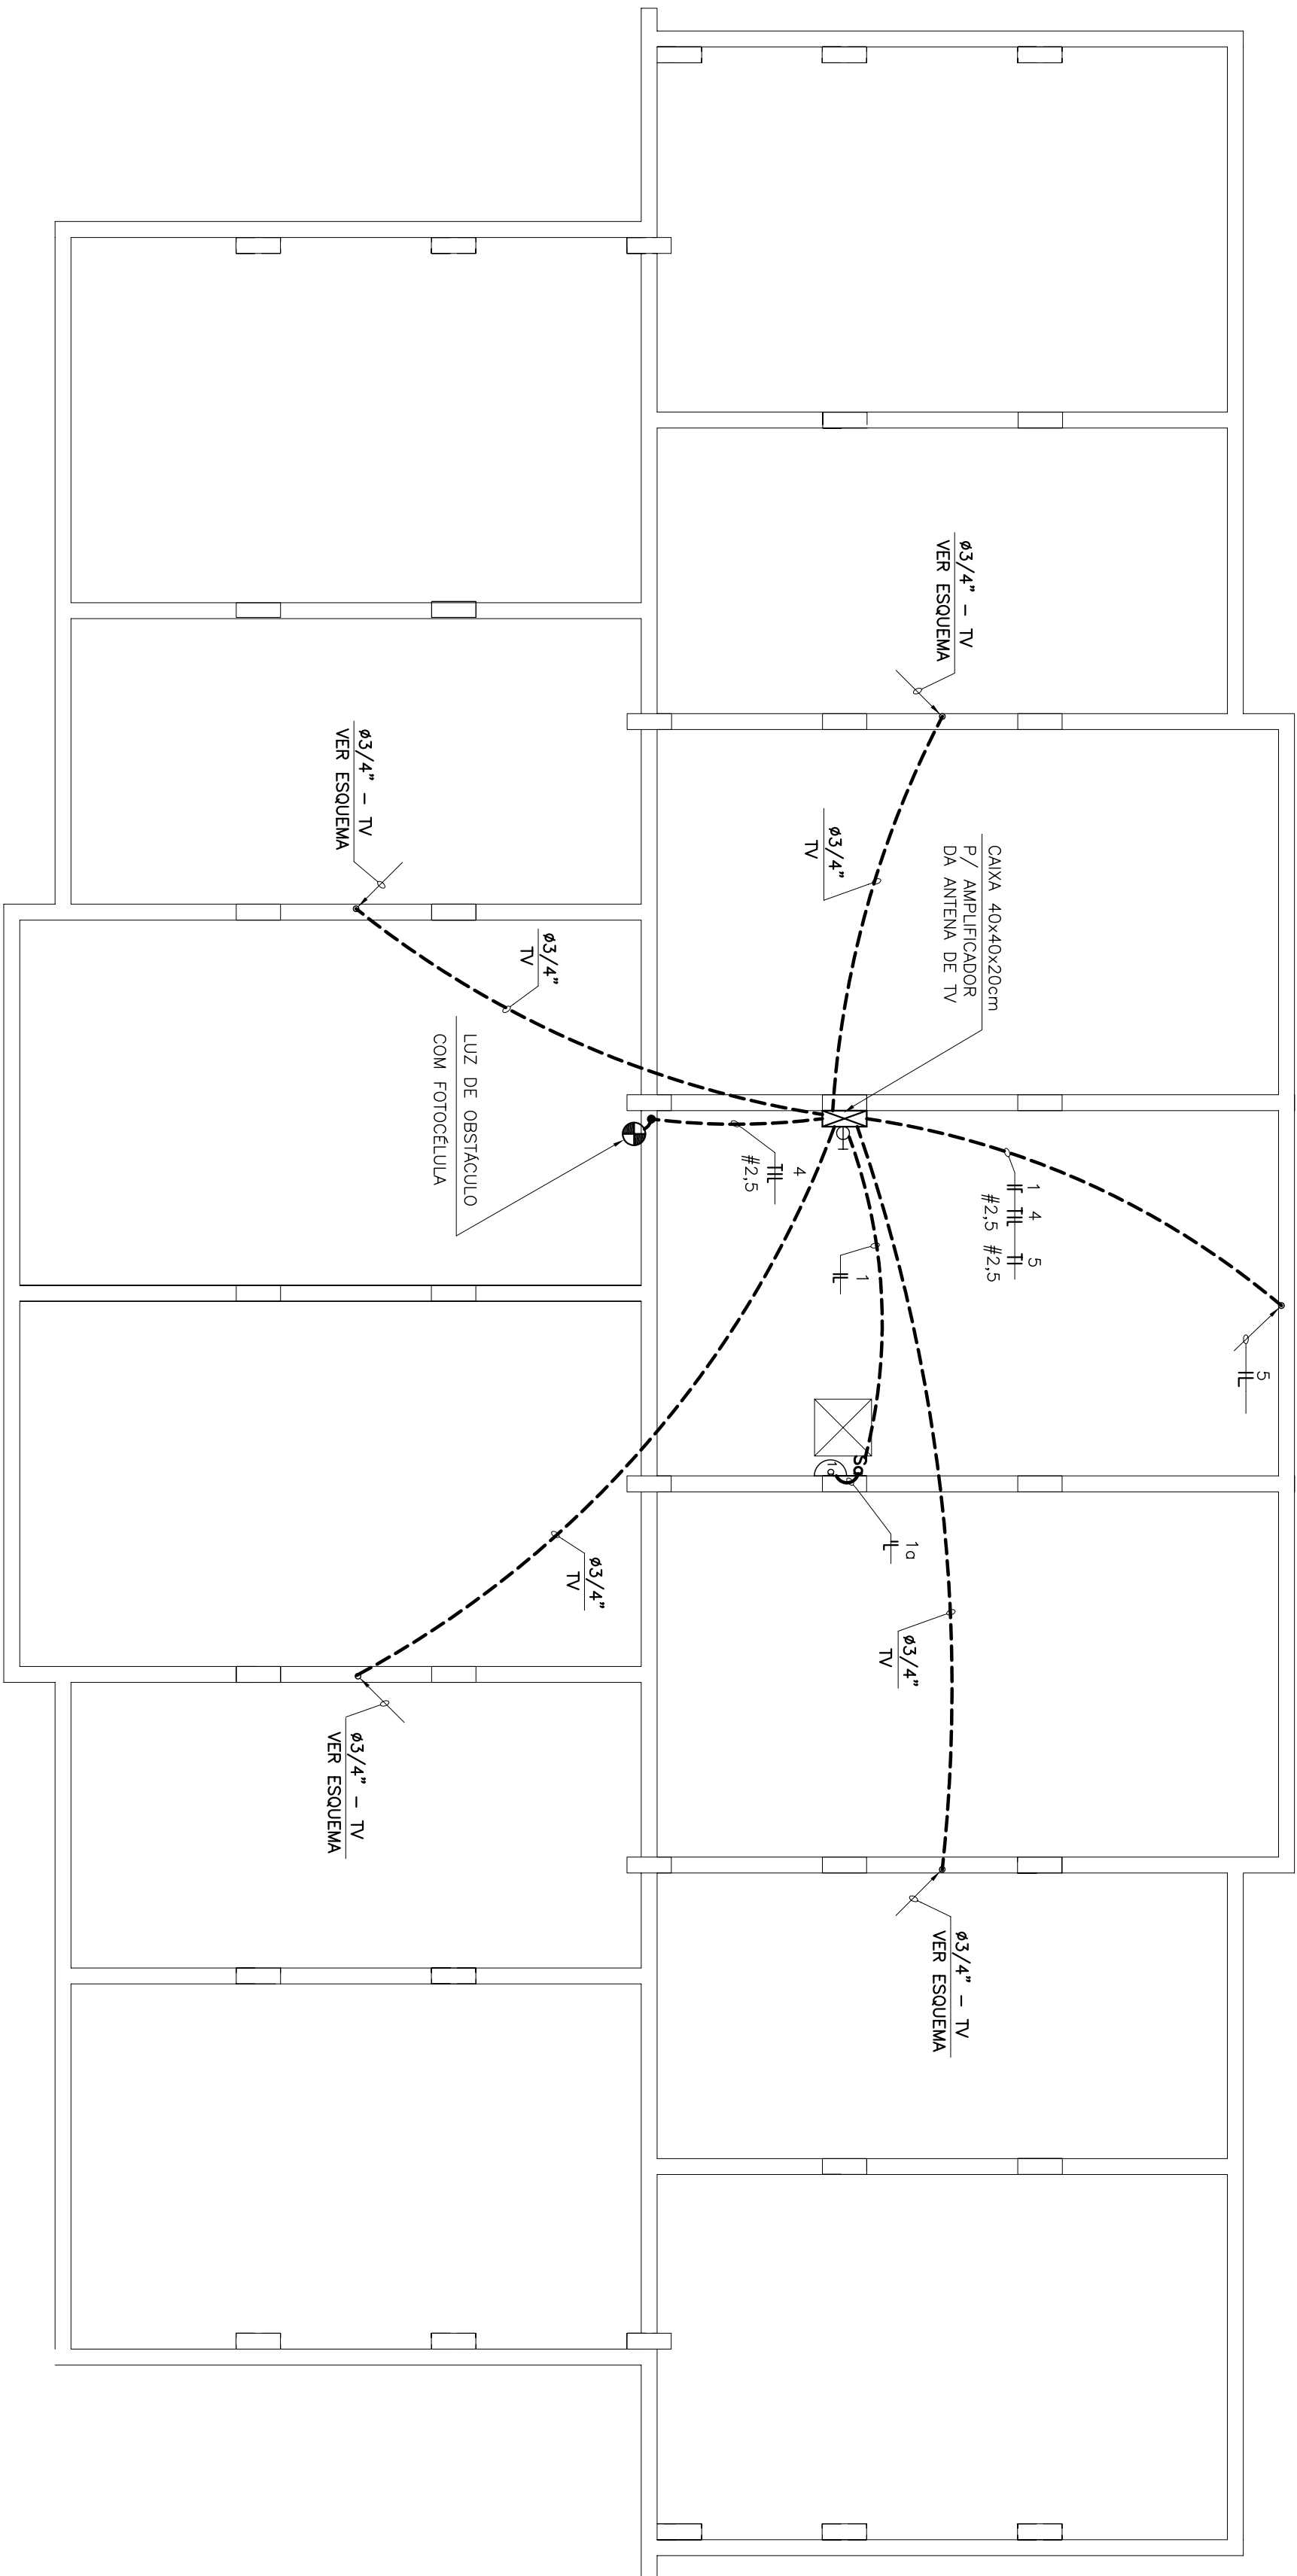 ø3/4" – TV
VER ESQUEMA
ø3/4"
TV
CAIXA 40x40x20cm
P/ AMPLIFICADOR
DA ANTENA DE TV
ø3/4" – TV
VER ESQUEMA
ø3/4"
TV
LUZ DE OBSTÁCULO
COM FOTOCÉLULA
4
#2,5
1 4 5
#2,5 #2,5
1
5
Sa
1a
1a
ø3/4"
TV
ø3/4"
TV
ø3/4" – TV
VER ESQUEMA
ø3/4" – TV
VER ESQUEMA